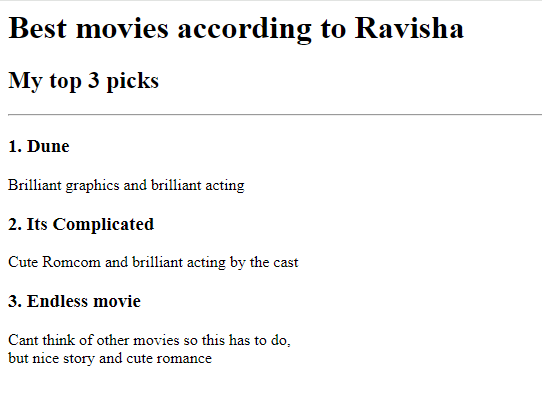 Best movies according to Ravisha
My top 3 picks
1. Dune
Brilliant graphics and brilliant acting
2. Its Complicated
Cute Romcom and brilliant acting by the cast
3. Endless movie
Cant think of other movies so this has to do,
but nice story and cute romance